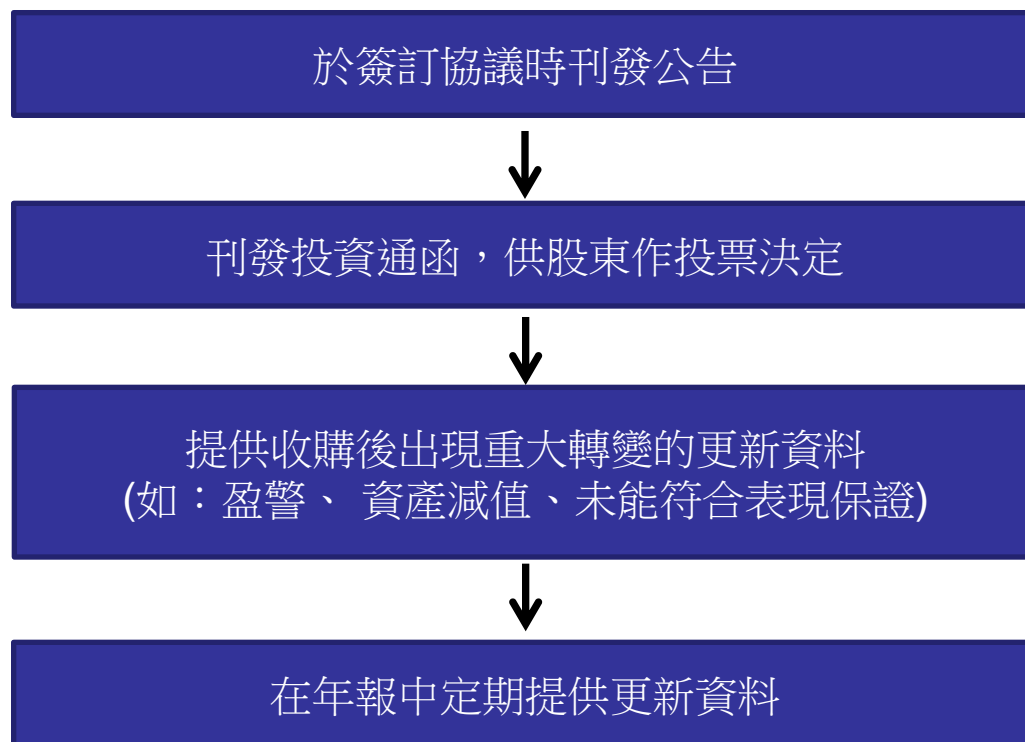 於簽訂協議時刊發公告
刊發投資通函，供股東作投票決定
提供收購後出現重大轉變的更新資料
(如：盈警、 資產減值、未能符合表現保證)
在年報中定期提供更新資料